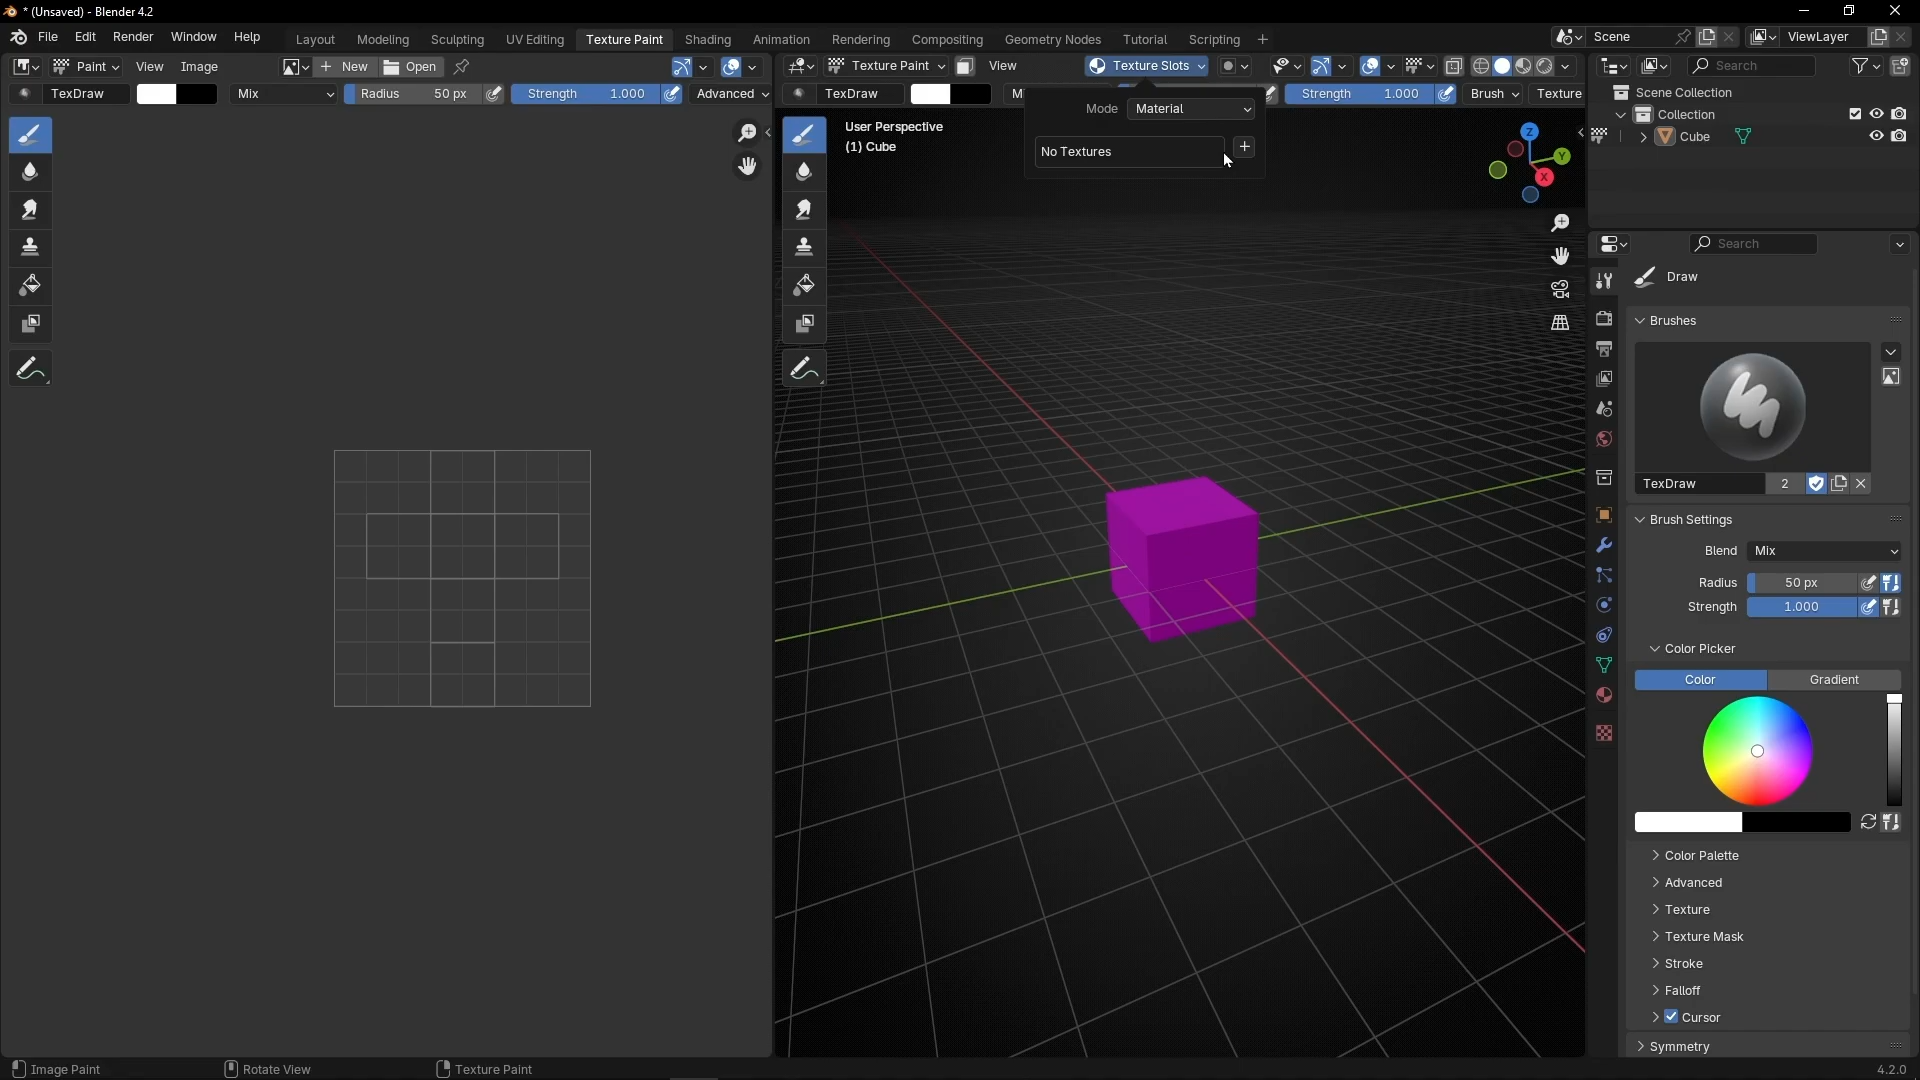 * (Unsaved) - Blender 4.2
File Edit Render Window Help Layout Modeling Sculpting UV Editing Texture Paint Shading Animation Rendering Compositing Geometry Nodes Tutorial Scripting + Scene ViewLayer
Paint View Image + New Open
TexDraw Mix Radius 50 px Strength 1.000 Advanced
Texture Paint View Texture Slots
TexDraw M Strength 1.000 Brush Texture
Mode Material
No Textures +
User Perspective
(1) Cube
Z
Y
X
Search
Scene Collection
Collection
Cube
Search
Draw
Brushes
TexDraw 2
Brush Settings
Blend Mix
Radius 50 px
Strength 1.000
Color Picker
Color Gradient
Color Palette
Advanced
Texture
Texture Mask
Stroke
Falloff
Cursor
Symmetry
Image Paint Rotate View Texture Paint 4.2.0